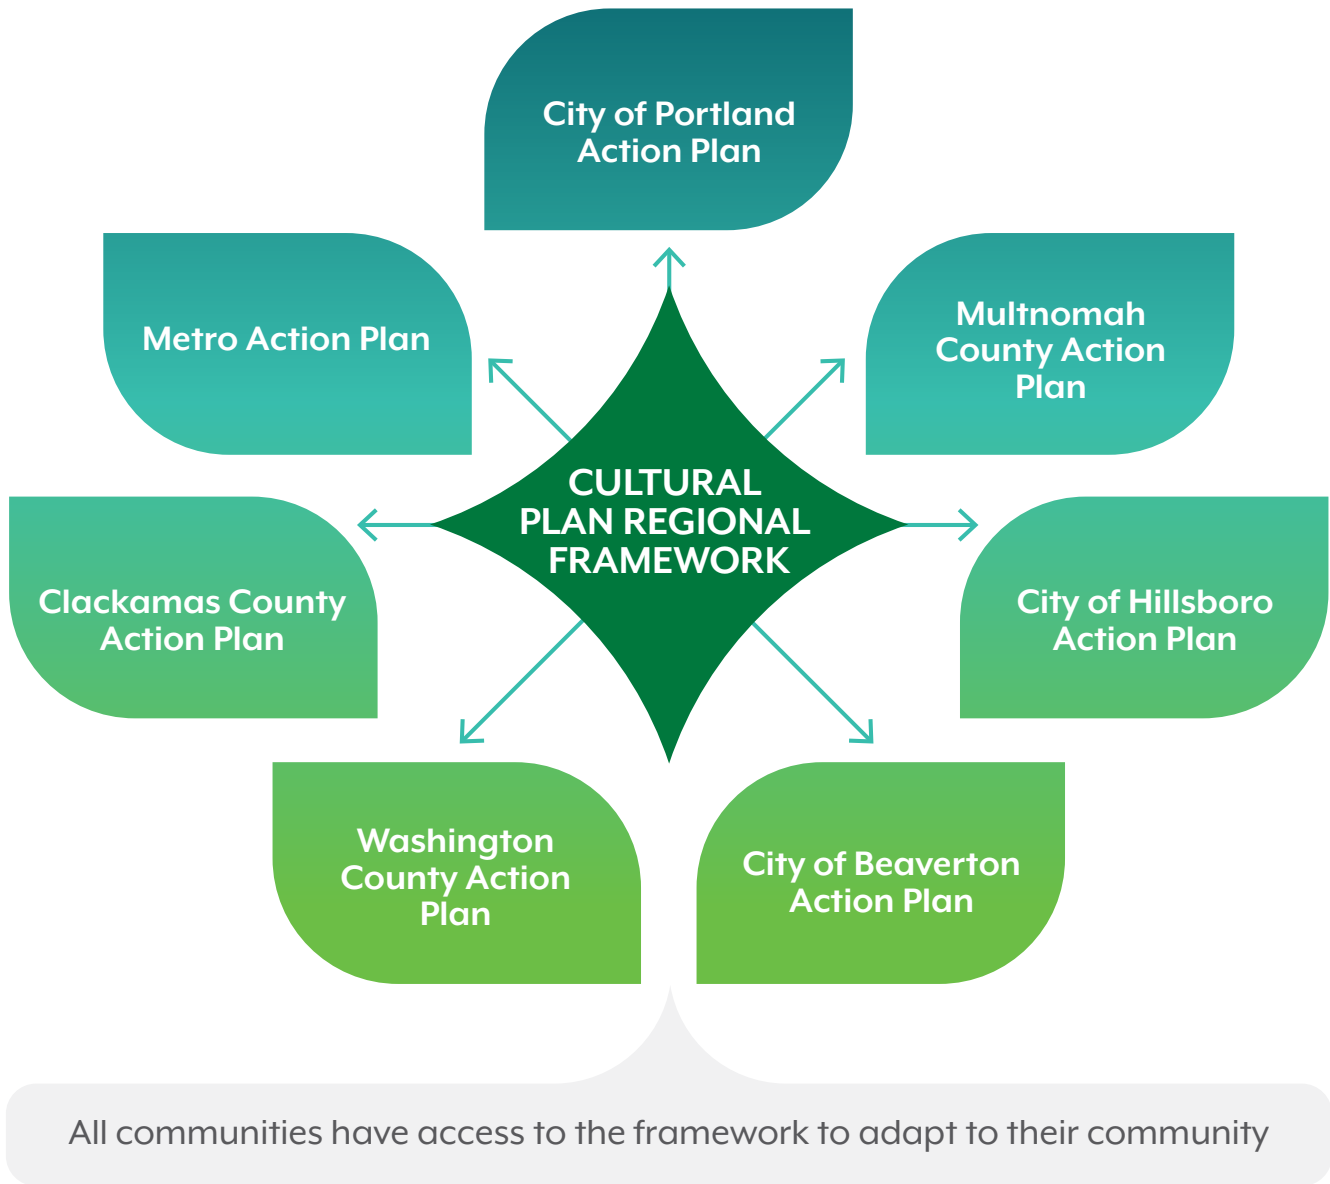 City of Portland
Action Plan
Metro Action Plan
Multnomah
County Action
Plan
CULTURAL
PLAN REGIONAL
FRAMEWORK
Clackamas County
Action Plan
City of Hillsboro
Action Plan
Washington
County Action
Plan
City of Beaverton
Action Plan
All communities have access to the framework to adapt to their community